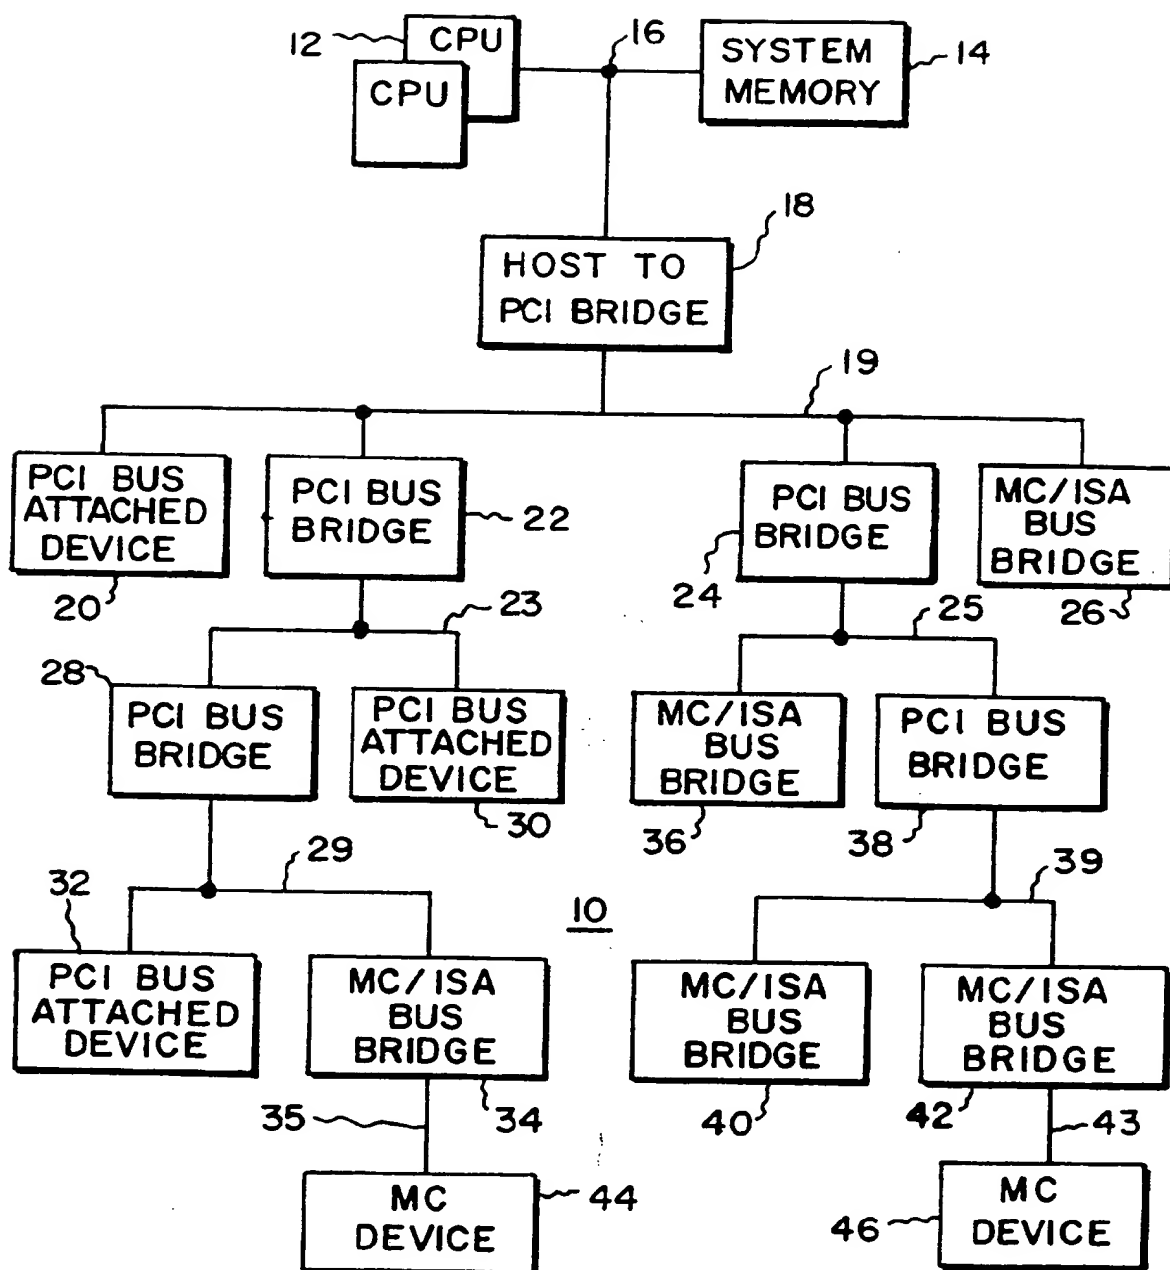 12
CPU
CPU
16
SYSTEM
MEMORY
14
HOST TO
PCI BRIDGE
18
19
PCI BUS
ATTACHED
DEVICE
20
PCI BUS
BRIDGE
22
PCI BUS
BRIDGE
24
MC/ISA
BUS
BRIDGE
26
23
25
28
PCI BUS
BRIDGE
PCI BUS
ATTACHED
DEVICE
30
MC/ISA
BUS
BRIDGE
36
PCI BUS
BRIDGE
38
29
39
32
PCI BUS
ATTACHED
DEVICE
MC/ISA
BUS
BRIDGE
34
10
MC/ISA
BUS
BRIDGE
40
MC/ISA
BUS
BRIDGE
42
35
43
MC
DEVICE
44
MC
DEVICE
46